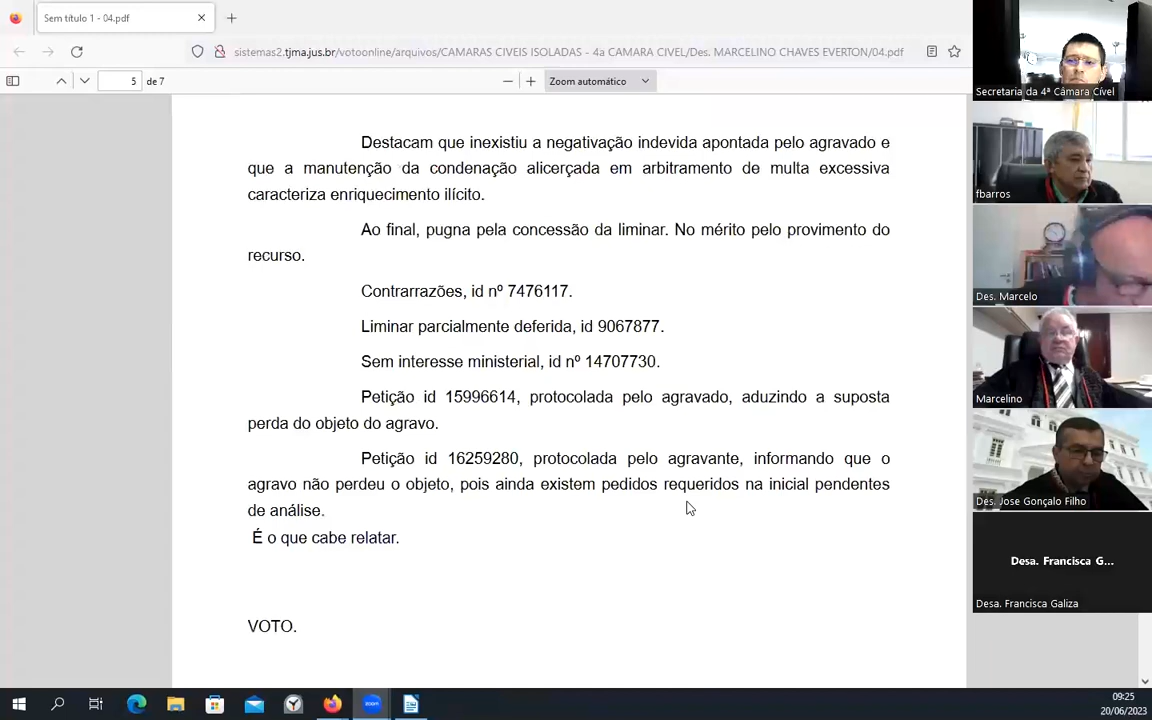 Sem título 1 - 04.pdf
sistemas2.tjma.jus.br/votoonline/arquivos/CAMARAS CIVEIS ISOLADAS - 4a CAMARA CIVEL/Des. MARCELINO CHAVES EVERTON/04.pdf
5 de 7
Zoom automático
Destacam que inexistiu a negativação indevida apontada pelo agravado e
que a manutenção da condenação alicerçada em arbitramento de multa excessiva
caracteriza enriquecimento ilícito.
Ao final, pugna pela concessão da liminar. No mérito pelo provimento do
recurso.
Contrarrazões, id nº 7476117.
Liminar parcialmente deferida, id 9067877.
Sem interesse ministerial, id nº 14707730.
Petição id 15996614, protocolada pelo agravado, aduzindo a suposta
perda do objeto do agravo.
Petição id 16259280, protocolada pelo agravante, informando que o
agravo não perdeu o objeto, pois ainda existem pedidos requeridos na inicial pendentes
de análise.
É o que cabe relatar.
VOTO.
Secretaria da 4ª Câmara Cível
fbarros
Des. Marcelo
Marcelino
Des. Jose Gonçalo Filho
Desa. Francisca G...
Desa. Francisca Galiza
zoom
09:25
20/06/2023